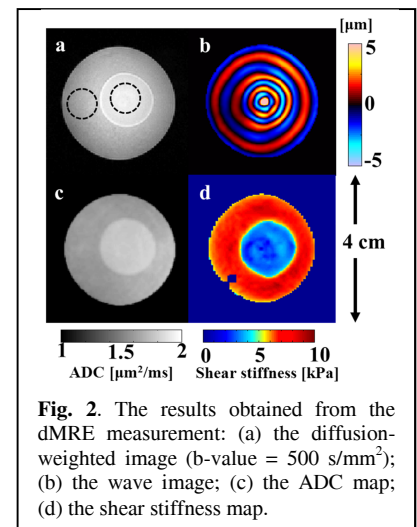 [µm]
a
b
5
0
-5
c
d
4 cm
1 1.5 2
ADC [µm²/ms]
0 5 10
Shear stiffness [kPa]
Fig. 2. The results obtained from the
dMRE measurement: (a) the diffusion-
weighted image (b-value = 500 s/mm²);
(b) the wave image; (c) the ADC map;
(d) the shear stiffness map.